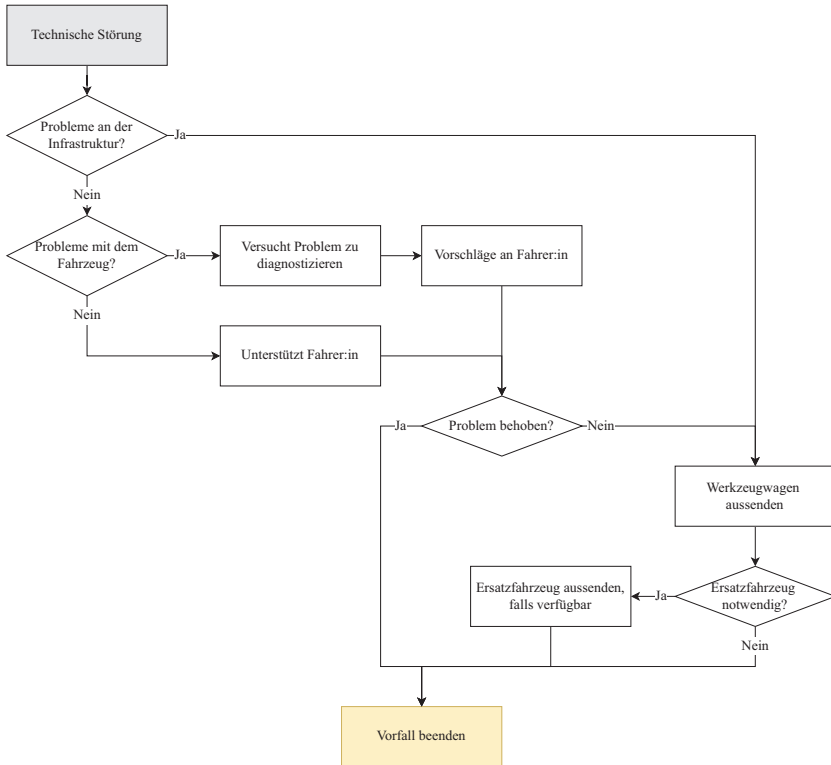 Technische Störung
Probleme an der
Infrastruktur?
Ja
Nein
Probleme mit dem
Fahrzeug?
Ja
Versucht Problem zu
diagnostizieren
Vorschläge an Fahrer:in
Nein
Unterstützt Fahrer:in
Ja
Problem behoben?
Nein
Werkzeugwagen
aussenden
Ersatzfahrzeug aussenden,
falls verfügbar
Ja
Ersatzfahrzeug
notwendig?
Nein
Vorfall beenden